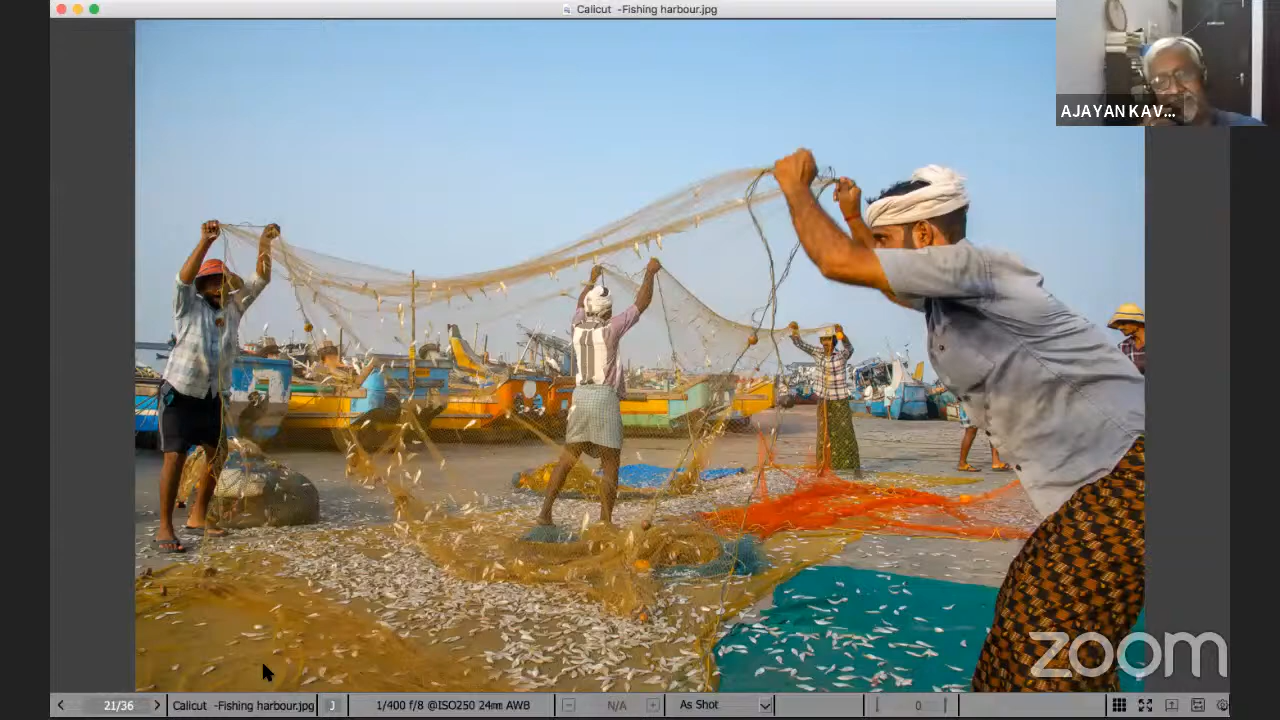 Calicut -Fishing harbour.jpg
AJAYAN KAV...
zoom
21/36
Calicut -Fishing harbour.jpg
J
1/400 f/8 @ISO250 24mm AWB
N/A
As Shot
0